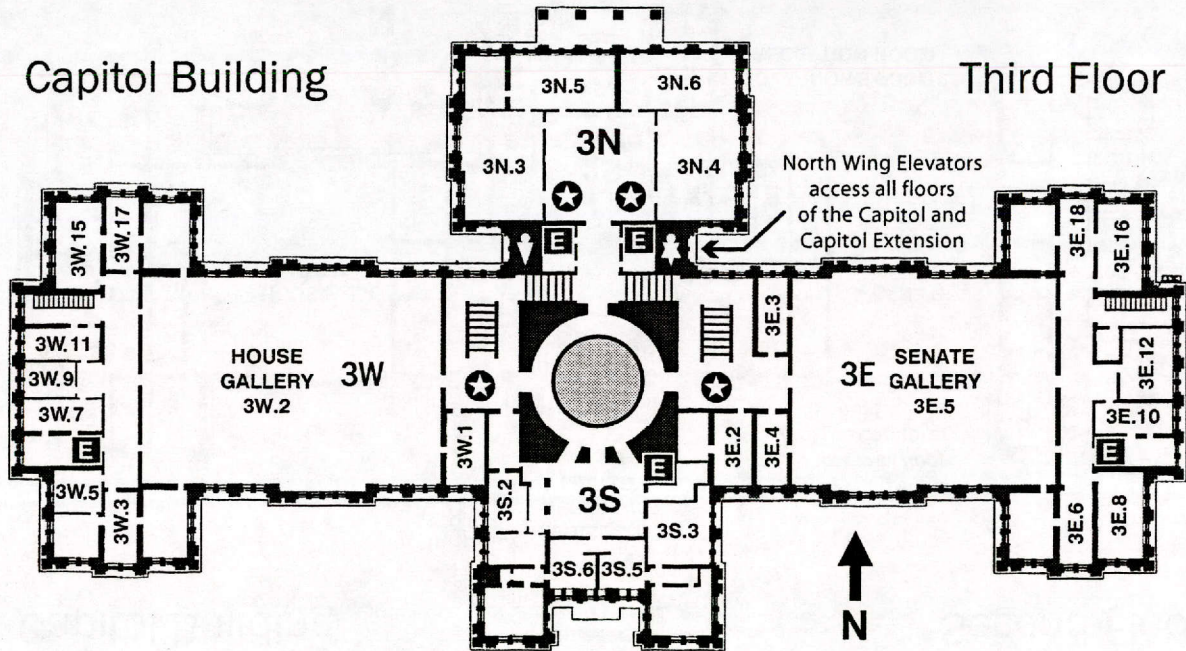 Capitol Building
Third Floor
3N.5
3N.6
3N
3N.3
3N.4
North Wing Elevators
access all floors
of the Capitol and
Capitol Extension
E
E
3W.15
3W.17
3E.18
3E.16
3W.11
3W.9
3W.7
E
3W.5
3W.3
HOUSE
GALLERY
3W.2
3W
3W.1
3E.3
3E
SENATE
GALLERY
3E.5
3E.12
3E.10
E
3E.2
3E.4
E
3S
3S.2
3S.3
3S.6
3S.5
3E.6
3E.8
N